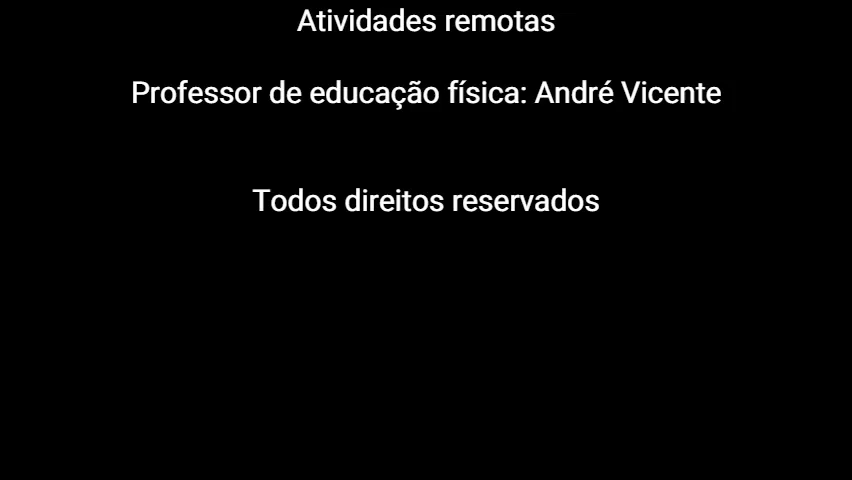 Atividades remotas
Professor de educação física: André Vicente
Todos direitos reservados